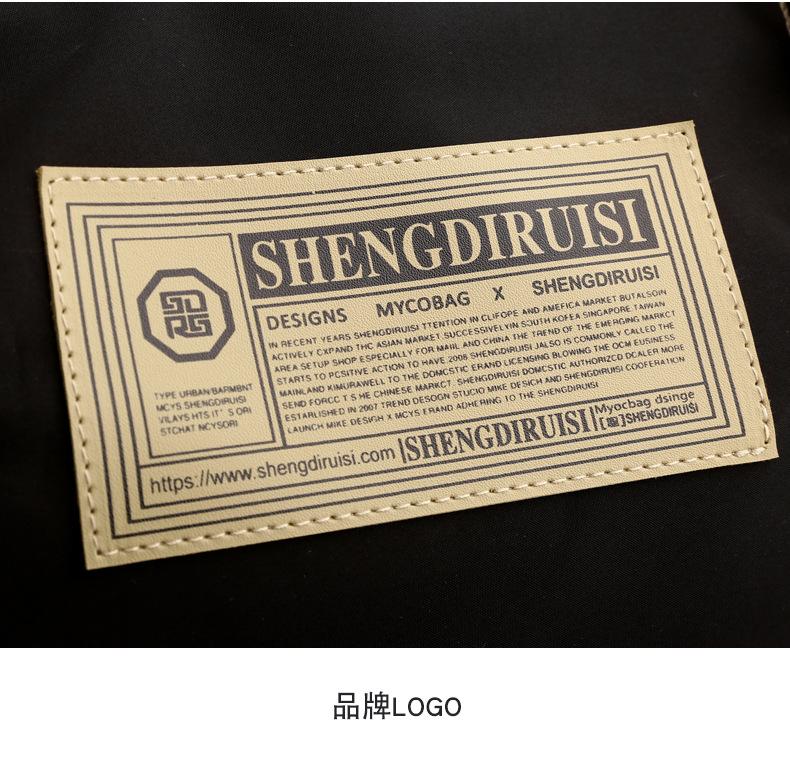 SHENGDIRUISI
DESIGNS MYCOBAG X SHENGDIRUISI
IN RECENT YEARS SHENGDIRUISI TTENTION IN CLIFOPE AND AMEFICA MARKET BUTALSOIN
ACTIVELY CXPAND THC ASIAN MARKET.SUCCESSIVELYIN SOUTH KOFEA SINGAPORE.TAIWAN
AREA SETUP SHOP ESPECIALLY FOR MAIIL AND CHINA THE TREND OF THE EMERGING MARKCT
STARTS TO PCSITIVE ACTION TO HAVE 2008 SHENGDIRUISI JALSO IS COMMONLY CALLED THE
MAINLAND KIMURAWELL TO THE DOMCSTIC ERAND LICENSING BLOWING THE OCM EUSINESS.
SEND FORCC T S HE CHINESE MARKCT. SHENGDIRUISI DOMCSTIC AUTHORIZCD DCALER MORE
ESTABLISHED IN 2007 TREND DESOGN STUCIO MIKE DESICH AND SHENGDIRUISI COOFERATION
LAUNCH MIKE DESIGH X MCYS ERAND ADHERING TO THE SHENGDIRUISI
SDRS
TYPE URBAN/BARMBNT
MCYS SHENGDIRUISI
VILAYS HTS IT'S ORI
STCHAT NCYSORI
https://www.shengdiruisi.com |SHENGDIRUISI|
Myocbag dsinge
SHENGDIRUISI
品牌LOGO